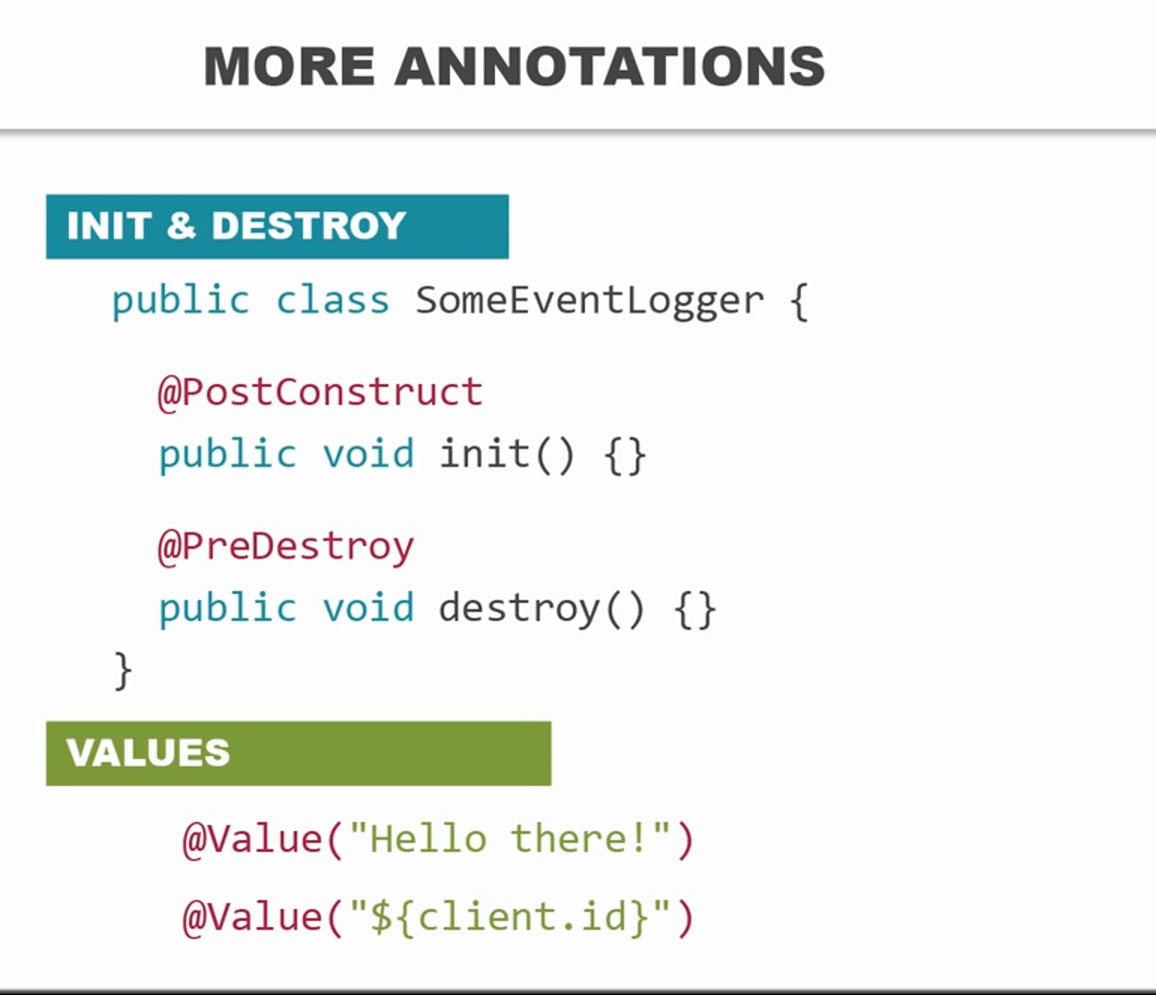 MORE ANNOTATIONS
INIT & DESTROY
public class SomeEventLogger {
@PostConstruct
public void init() {}
@PreDestroy
public void destroy() {}
}
VALUES
@Value("Hello there!")
@Value("${client.id}")